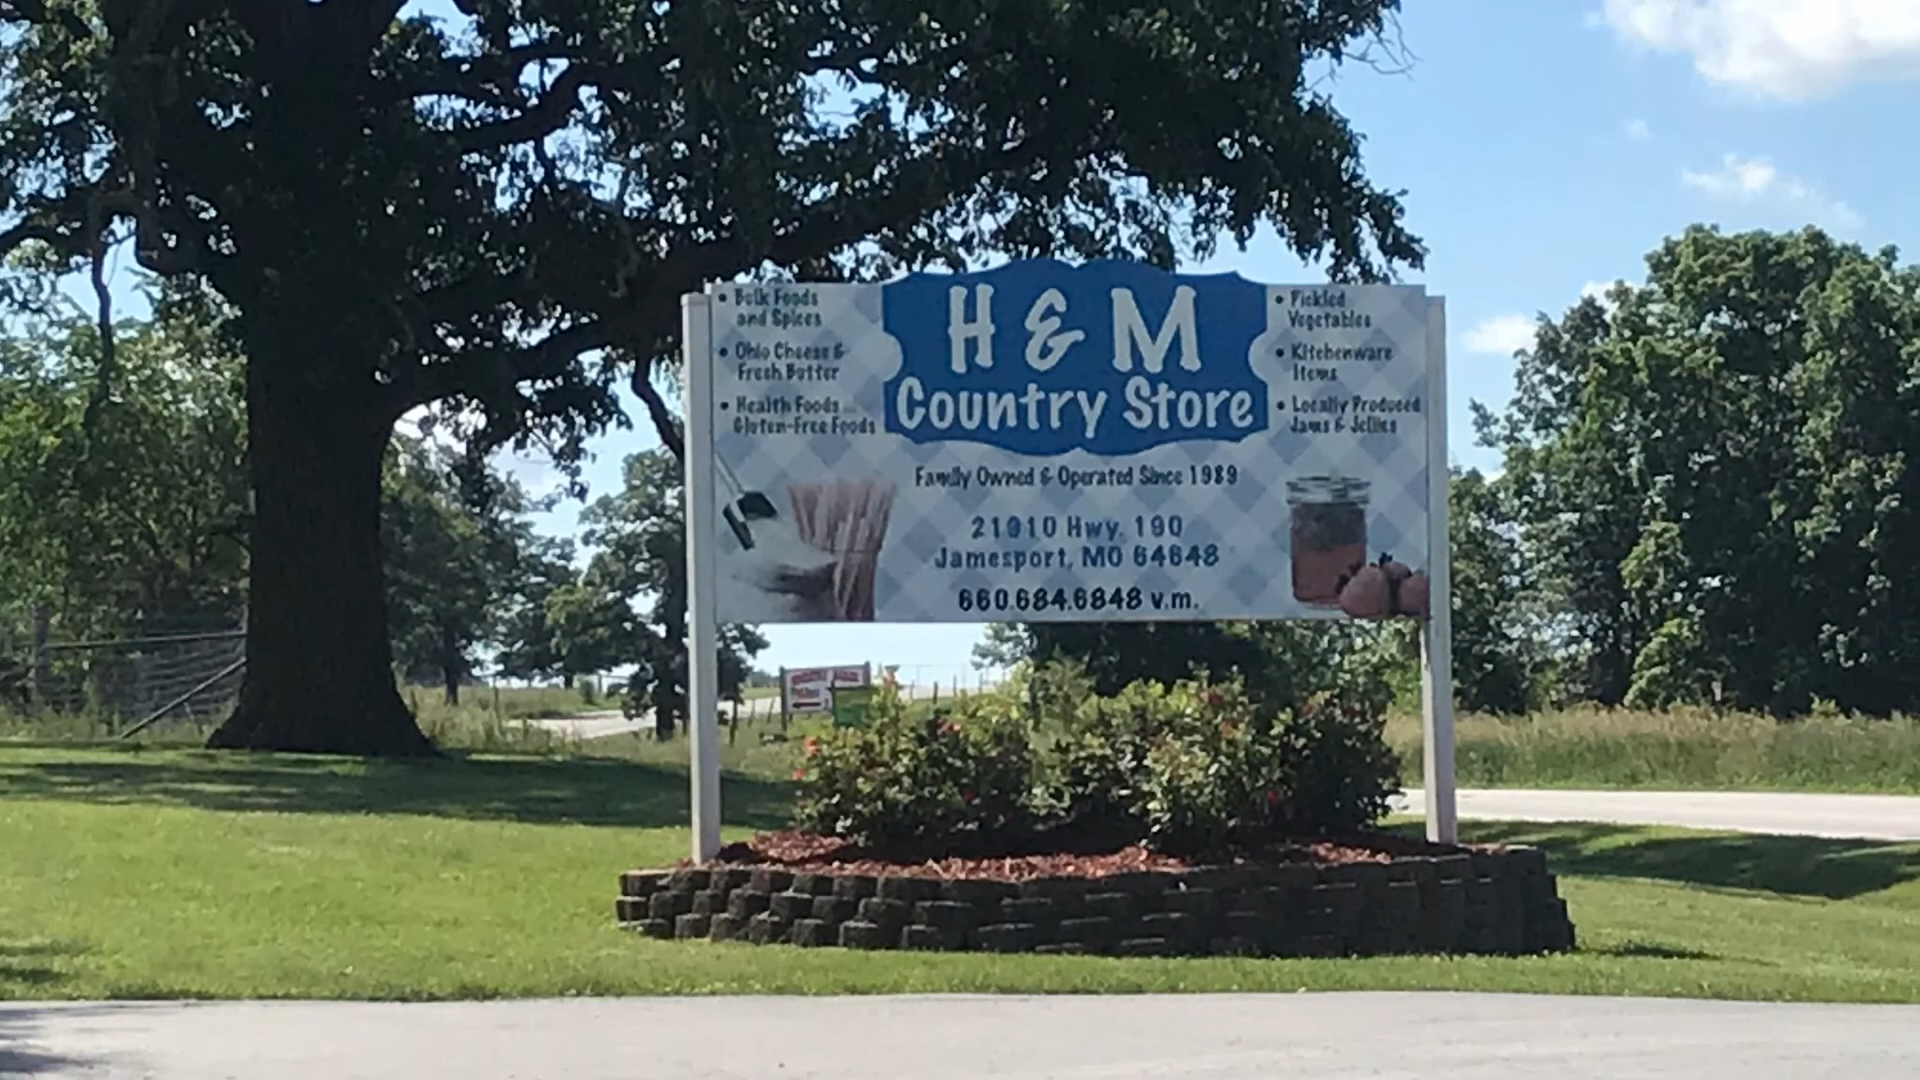 • Bulk Foods
and Spices
• Ohio Cheese &
Fresh Butter
• Health Foods
Gluten-Free Foods
H & M
Country Store
• Pickled
Vegetables
• Kitchenware
Items
• Locally Produced
Jams & Jellies
Family Owned & Operated Since 1989
21910 Hwy. 190
Jamesport, MO 64648
660.684.6848 v.m.